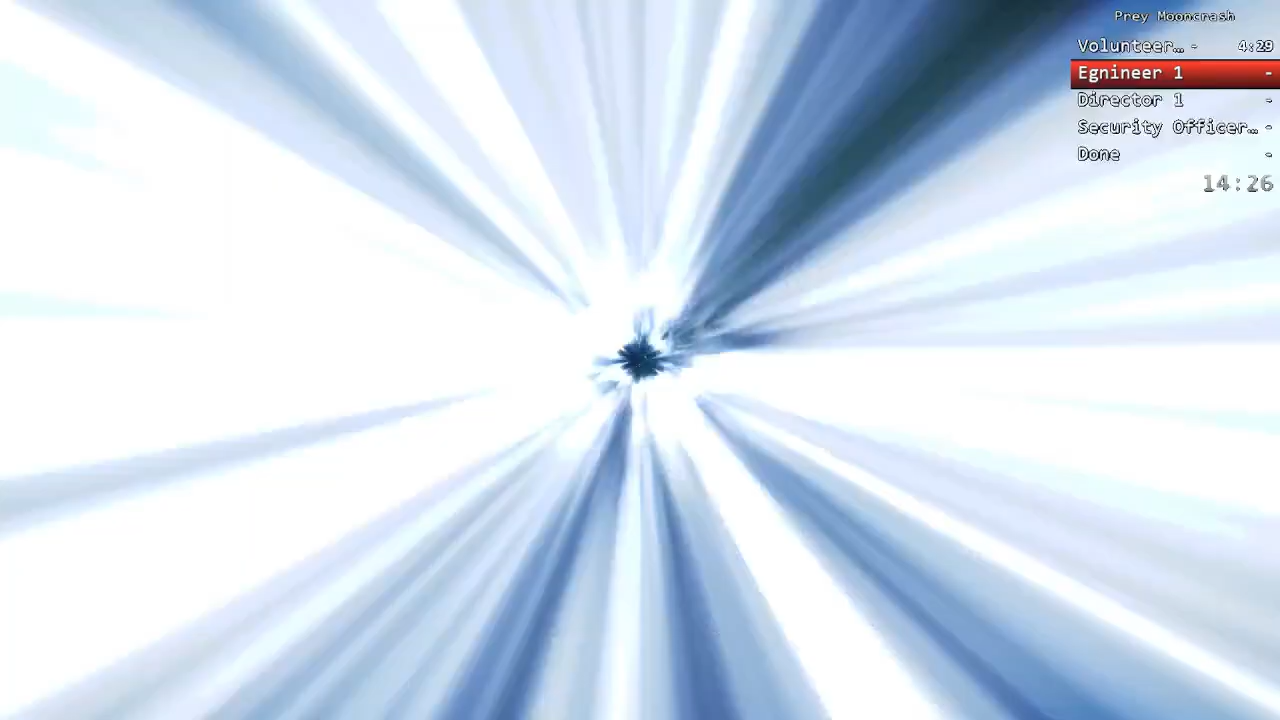 Prey Mooncrash
Volunteer… - 4:29
Egnineer 1 -
Director 1 -
Security Officer… -
Done -
14:26